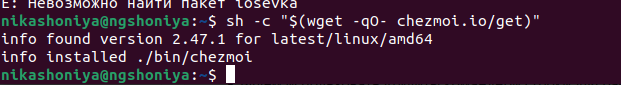 E: Невозможно найти пакет iosevka
nikashoniya@ngshoniya:~$ sh -c "$(wget -qO- chezmoi.io/get)"
info found version 2.47.1 for latest/linux/amd64
info installed ./bin/chezmoi
nikashoniya@ngshoniya:~$